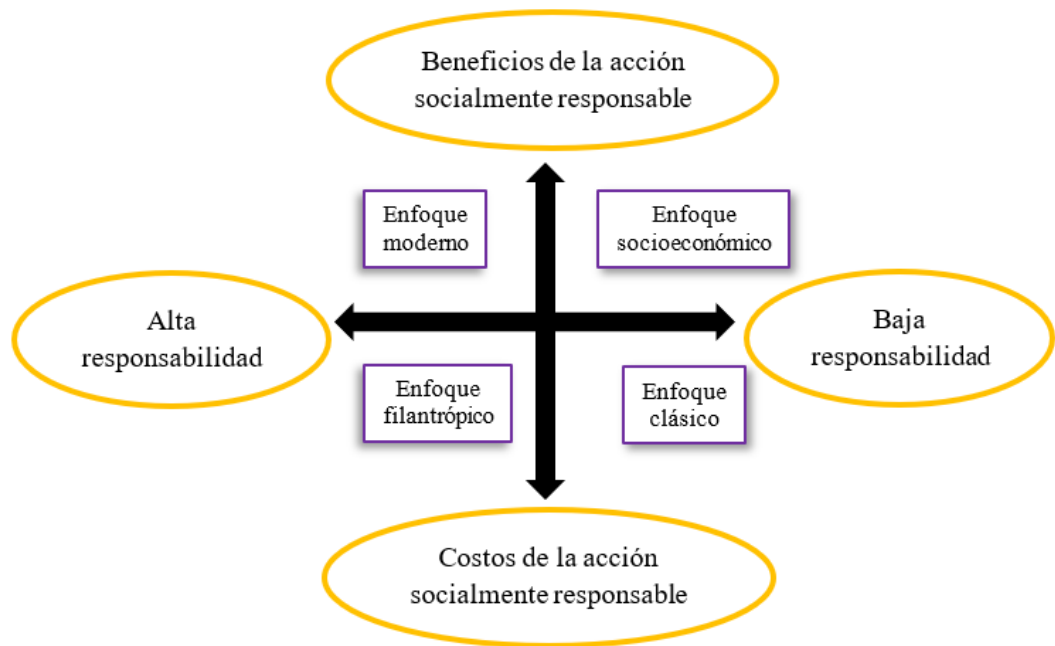 Beneficios de la acción
socialmente responsable
Enfoque
moderno
Enfoque
socioeconómico
Alta
responsabilidad
Baja
responsabilidad
Enfoque
filantrópico
Enfoque
clásico
Costos de la acción
socialmente responsable